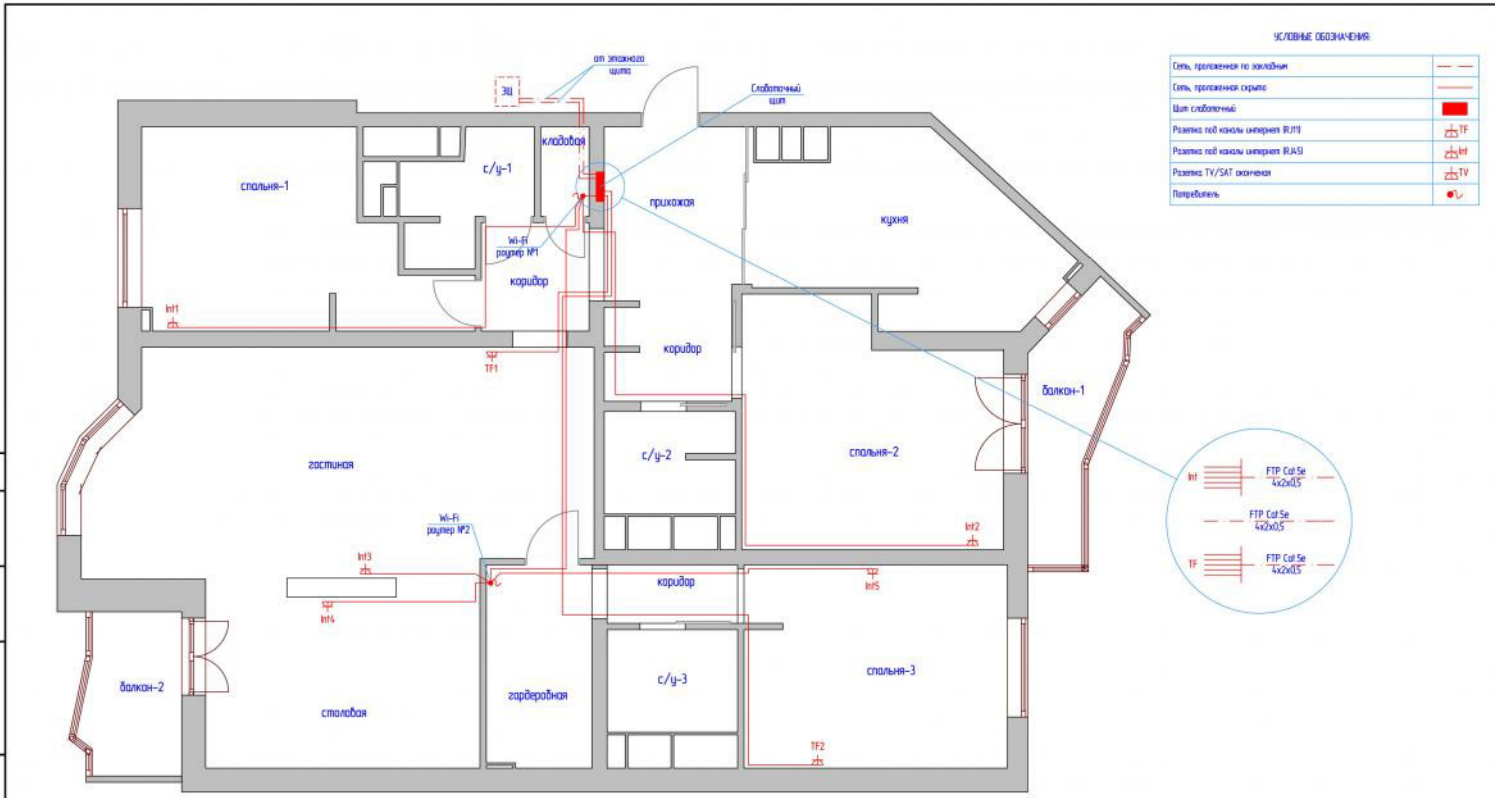 УСЛОВНЫЕ ОБОЗНАЧЕНИЯ:
Сеть, проложенная по закладным
Сеть, проложенная скрыто
Щит слаботочный
Розетка под каналы интернет (RJ11)
TF
Розетка под каналы интернет (RJ45)
Int
Розетка TV/SAT оконечная
TV
Потребитель
от этажного
щита
ЭЩ
Слаботочный
щит
кладовая
с/у-1
спальня-1
прихожая
кухня
Wi-Fi
роутер №1
коридор
Int1
TF1
коридор
балкон-1
гостиная
с/у-2
спальня-2
Int
FTP Cat.5e
4x2x0,5
FTP Cat.5e
4x2x0,5
TF
FTP Cat.5e
4x2x0,5
Wi-Fi
роутер №2
Int2
Int3
коридор
Int5
Int4
балкон-2
столовая
гардеробная
с/у-3
спальня-3
TF2